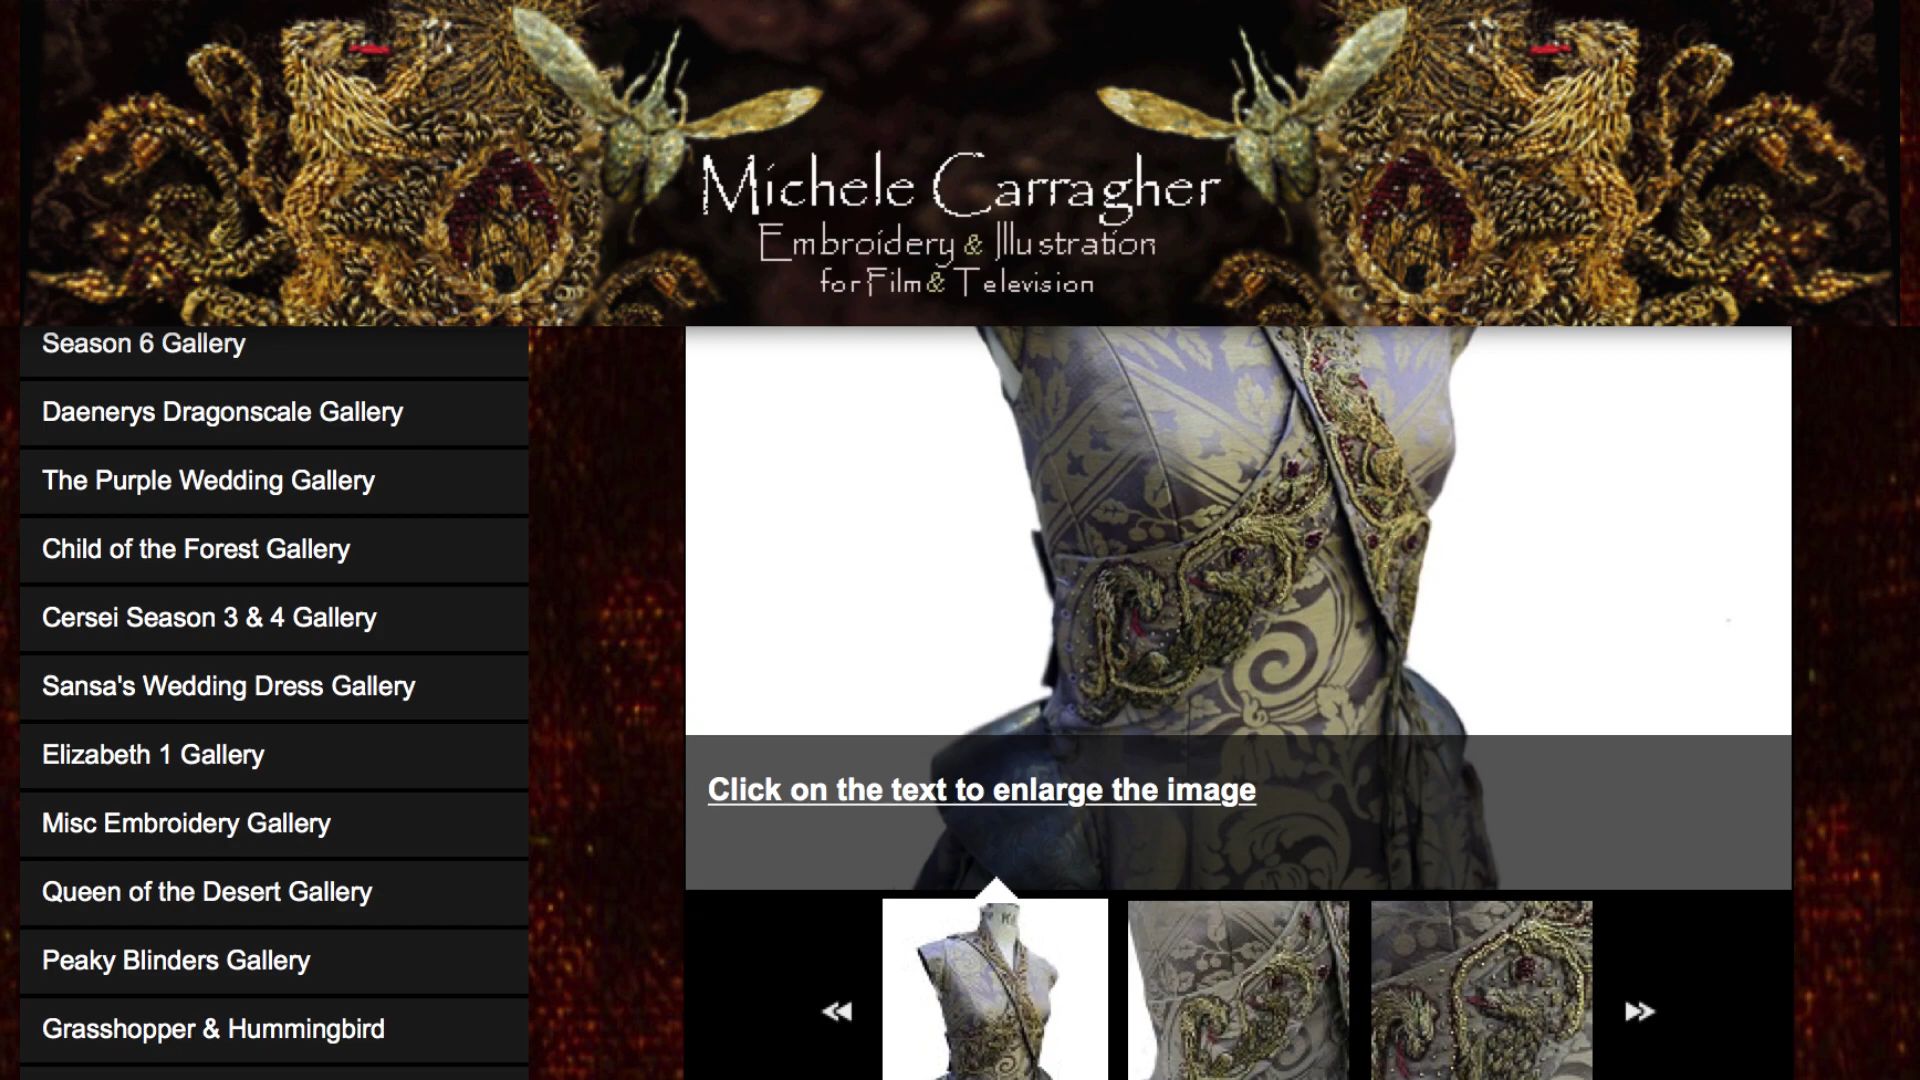 Michele Carragher
Embroidery & Illustration
for Film & Television
Season 6 Gallery
Daenerys Dragonscale Gallery
The Purple Wedding Gallery
Child of the Forest Gallery
Cersei Season 3 & 4 Gallery
Sansa's Wedding Dress Gallery
Elizabeth 1 Gallery
Misc Embroidery Gallery
Queen of the Desert Gallery
Peaky Blinders Gallery
Grasshopper & Hummingbird
Click on the text to enlarge the image